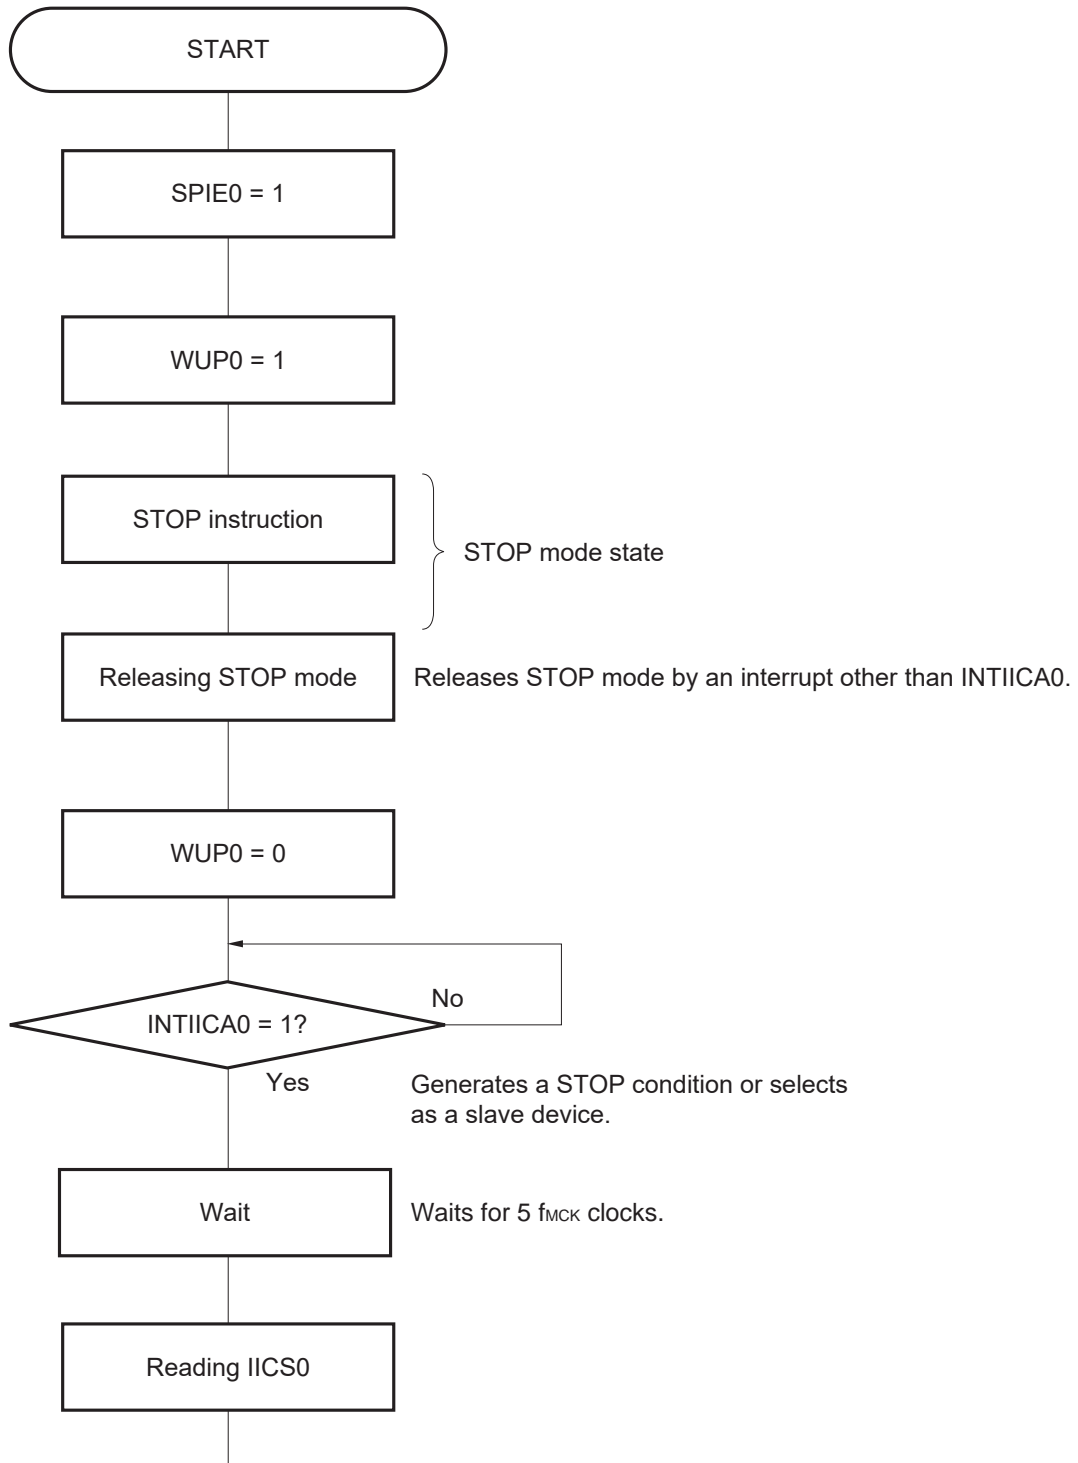 START
SPIE0 = 1
WUP0 = 1
STOP instruction
STOP mode state
Releasing STOP mode
Releases STOP mode by an interrupt other than INTIICA0.
WUP0 = 0
No
INTIICA0 = 1?
Yes
Generates a STOP condition or selects
as a slave device.
Wait
Waits for 5 fMCK clocks.
Reading IICS0